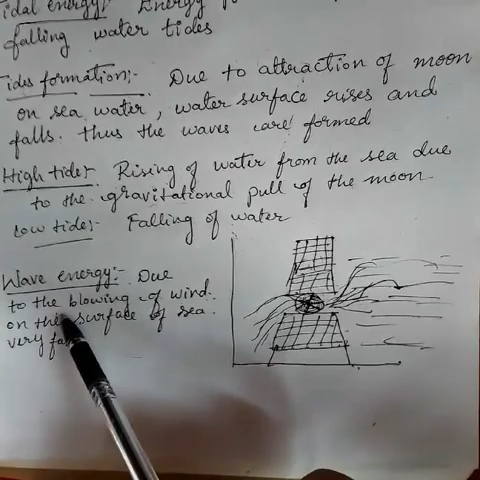 Tidal energy:- Energy
falling water tides
Tides formation:- Due to attraction of moon
on sea water, water surface rises and
falls. Thus the waves are formed
High tide:- Rising of water from the sea due
to the gravitational pull of the moon.
Low tide:- Falling of water
Wave energy:- Due
to the blowing of wind
on the surface of sea.
very